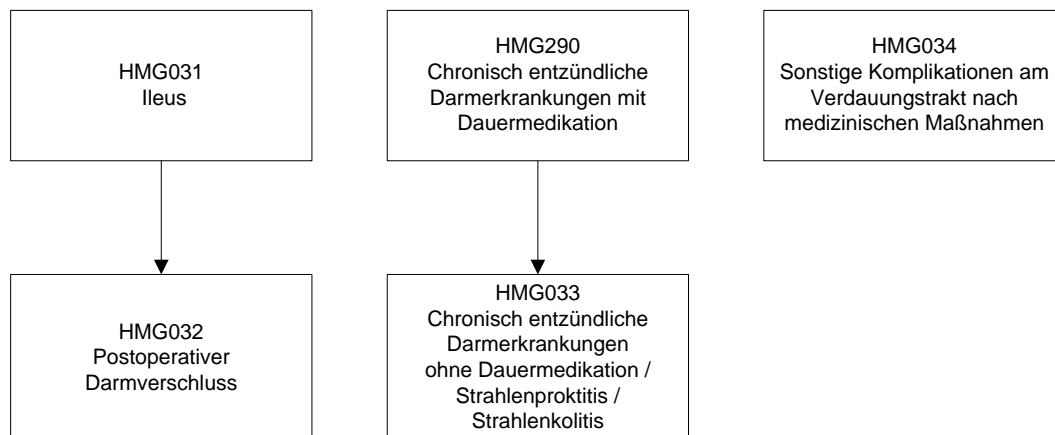 HMG031
Ileus
HMG290
Chronisch entzündliche
Darmerkrankungen mit
Dauermedikation
HMG034
Sonstige Komplikationen am
Verdauungstrakt nach
medizinischen Maßnahmen
HMG032
Postoperativer
Darmverschluss
HMG033
Chronisch entzündliche
Darmerkrankungen
ohne Dauermedikation /
Strahlenproktitis /
Strahlenkolitis